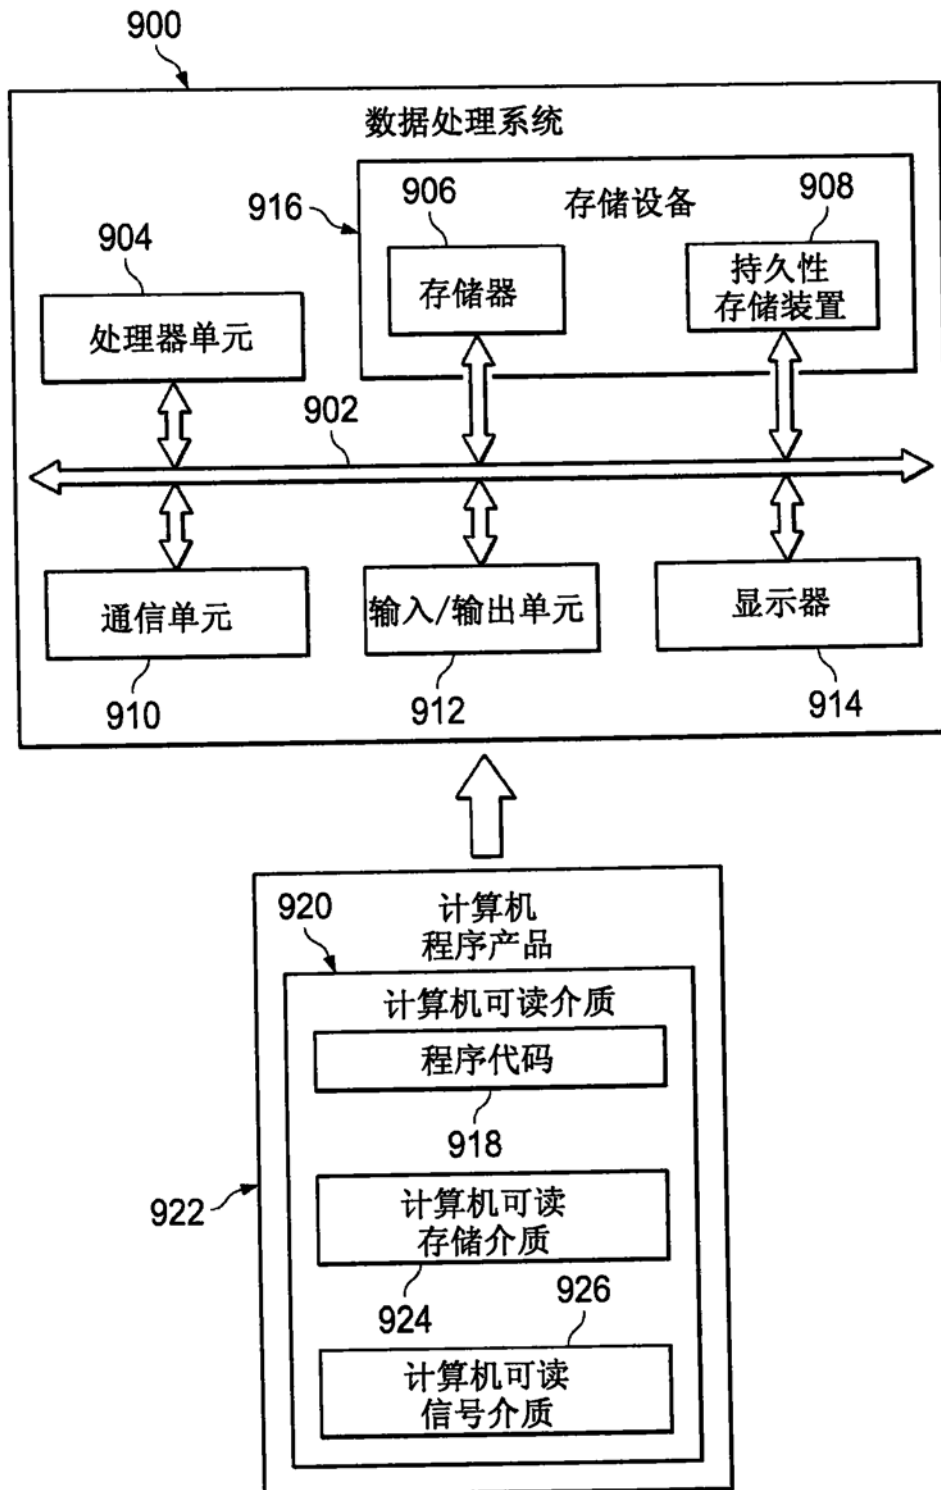 900
数据处理系统
916
存储设备
906
908
904
存储器
持久性
存储装置
处理器单元
902
通信单元
输入/输出单元
显示器
910
912
914
920
计算机
程序产品
计算机可读介质
程序代码
918
922
计算机可读
存储介质
924
926
计算机可读
信号介质